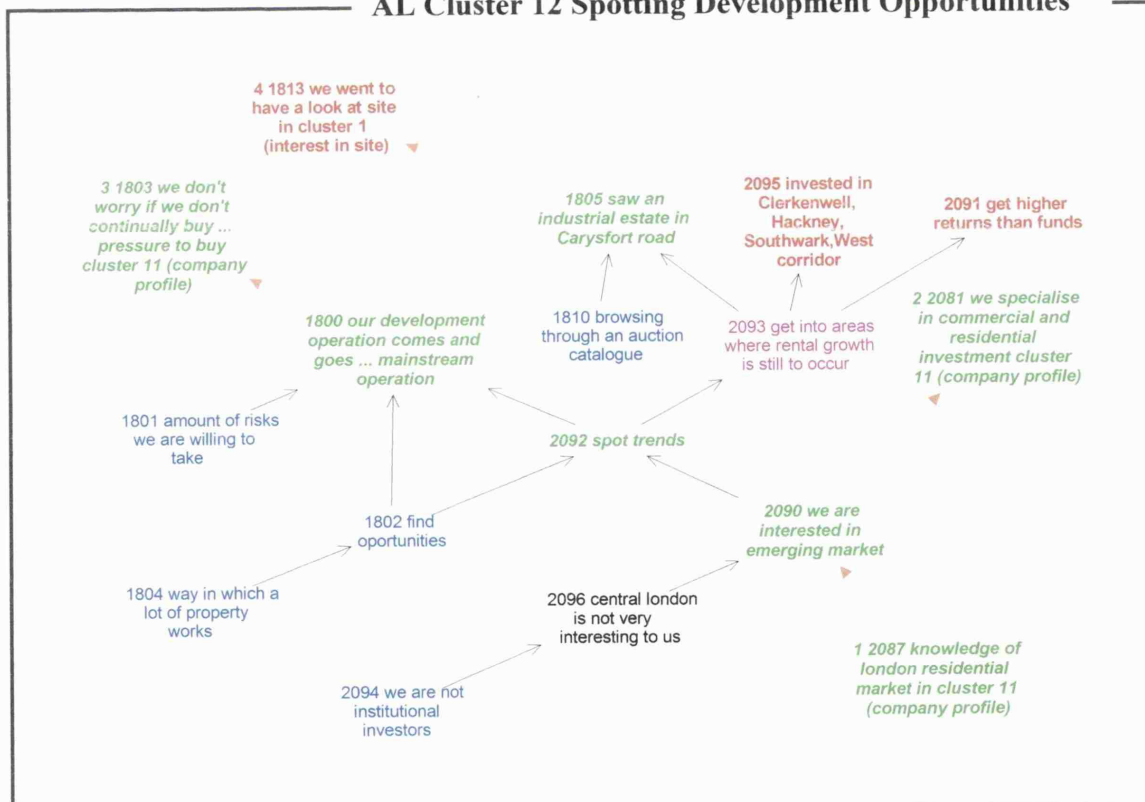 AL Cluster 12 Spotting Development Opportunities
4 1813 we went to
have a look at site
in cluster 1
(interest in site)
3 1803 we don't
worry if we don't
continually buy ...
pressure to buy
cluster 11 (company
profile)
1805 saw an
industrial estate in
Carysfort road
2095 invested in
Clerkenwell,
Hackney,
Southwark,West
corridor
2091 get higher
returns than funds
1800 our development
operation comes and
goes ... mainstream
operation
1810 browsing
through an auction
catalogue
2093 get into areas
where rental growth
is still to occur
2 2081 we specialise
in commercial and
residential
investment cluster
11 (company profile)
1801 amount of risks
we are willing to
take
2092 spot trends
1802 find
oportunities
2090 we are
interested in
emerging market
1804 way in which a
lot of property
works
2096 central london
is not very
interesting to us
1 2087 knowledge of
london residential
market in cluster 11
(company profile)
2094 we are not
institutional
investors